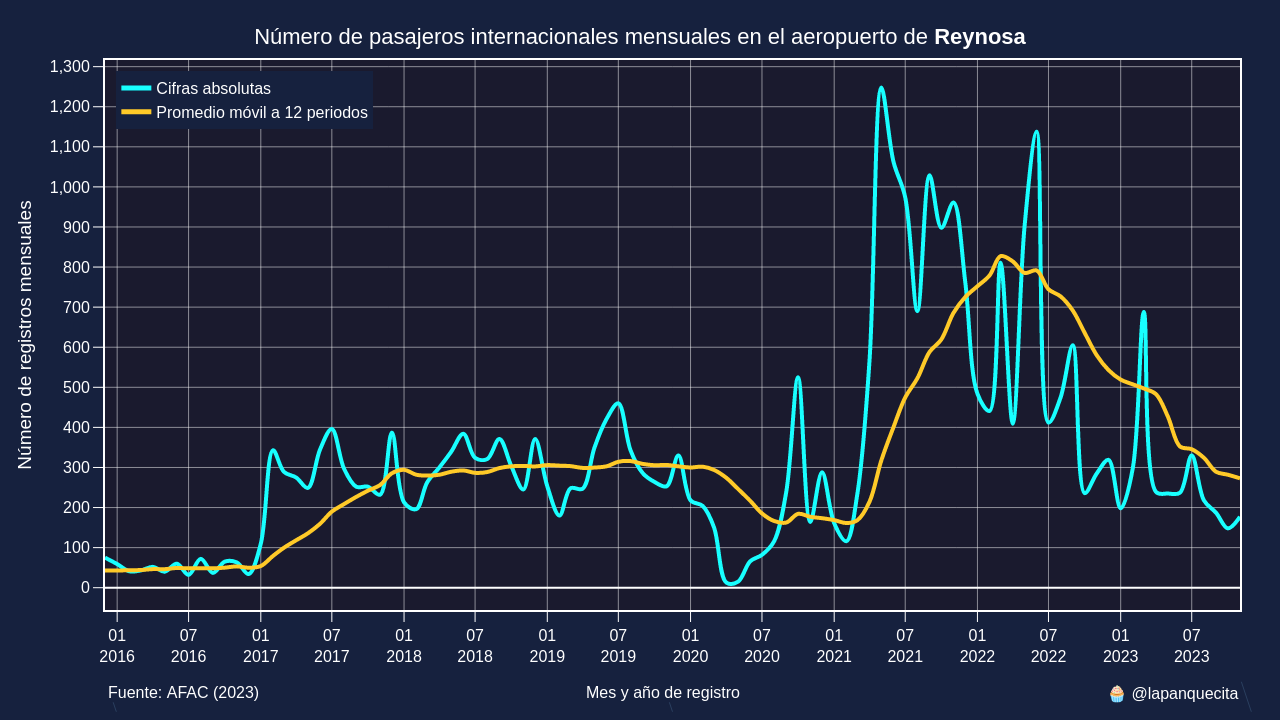 Número de pasajeros internacionales mensuales en el aeropuerto de Reynosa
Cifras absolutas
Promedio móvil a 12 periodos
Número de registros mensuales
1,300
1,200
1,100
1,000
900
800
700
600
500
400
300
200
100
0
01 07 01 07 01 07 01 07 01 07 01 07 01 07 01 07
2016 2016 2017 2017 2018 2018 2019 2019 2020 2020 2021 2021 2022 2022 2023 2023
Fuente: AFAC (2023)
Mes y año de registro
🧁 @lapanquecita